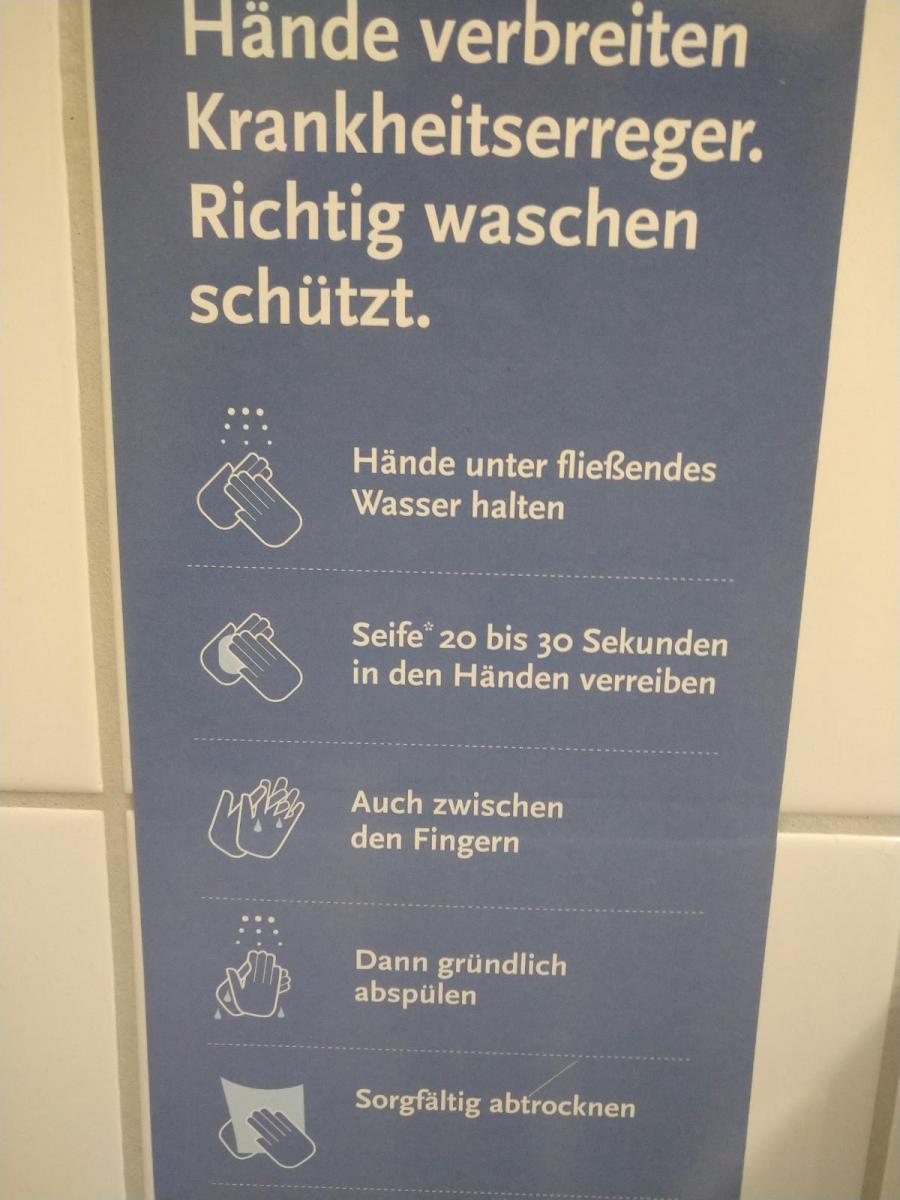 Hände verbreiten
Krankheitserreger.
Richtig waschen
schützt.
Hände unter fließendes
Wasser halten
Seife* 20 bis 30 Sekunden
in den Händen verreiben
Auch zwischen
den Fingern
Dann gründlich
abspülen
Sorgfältig abtrocknen